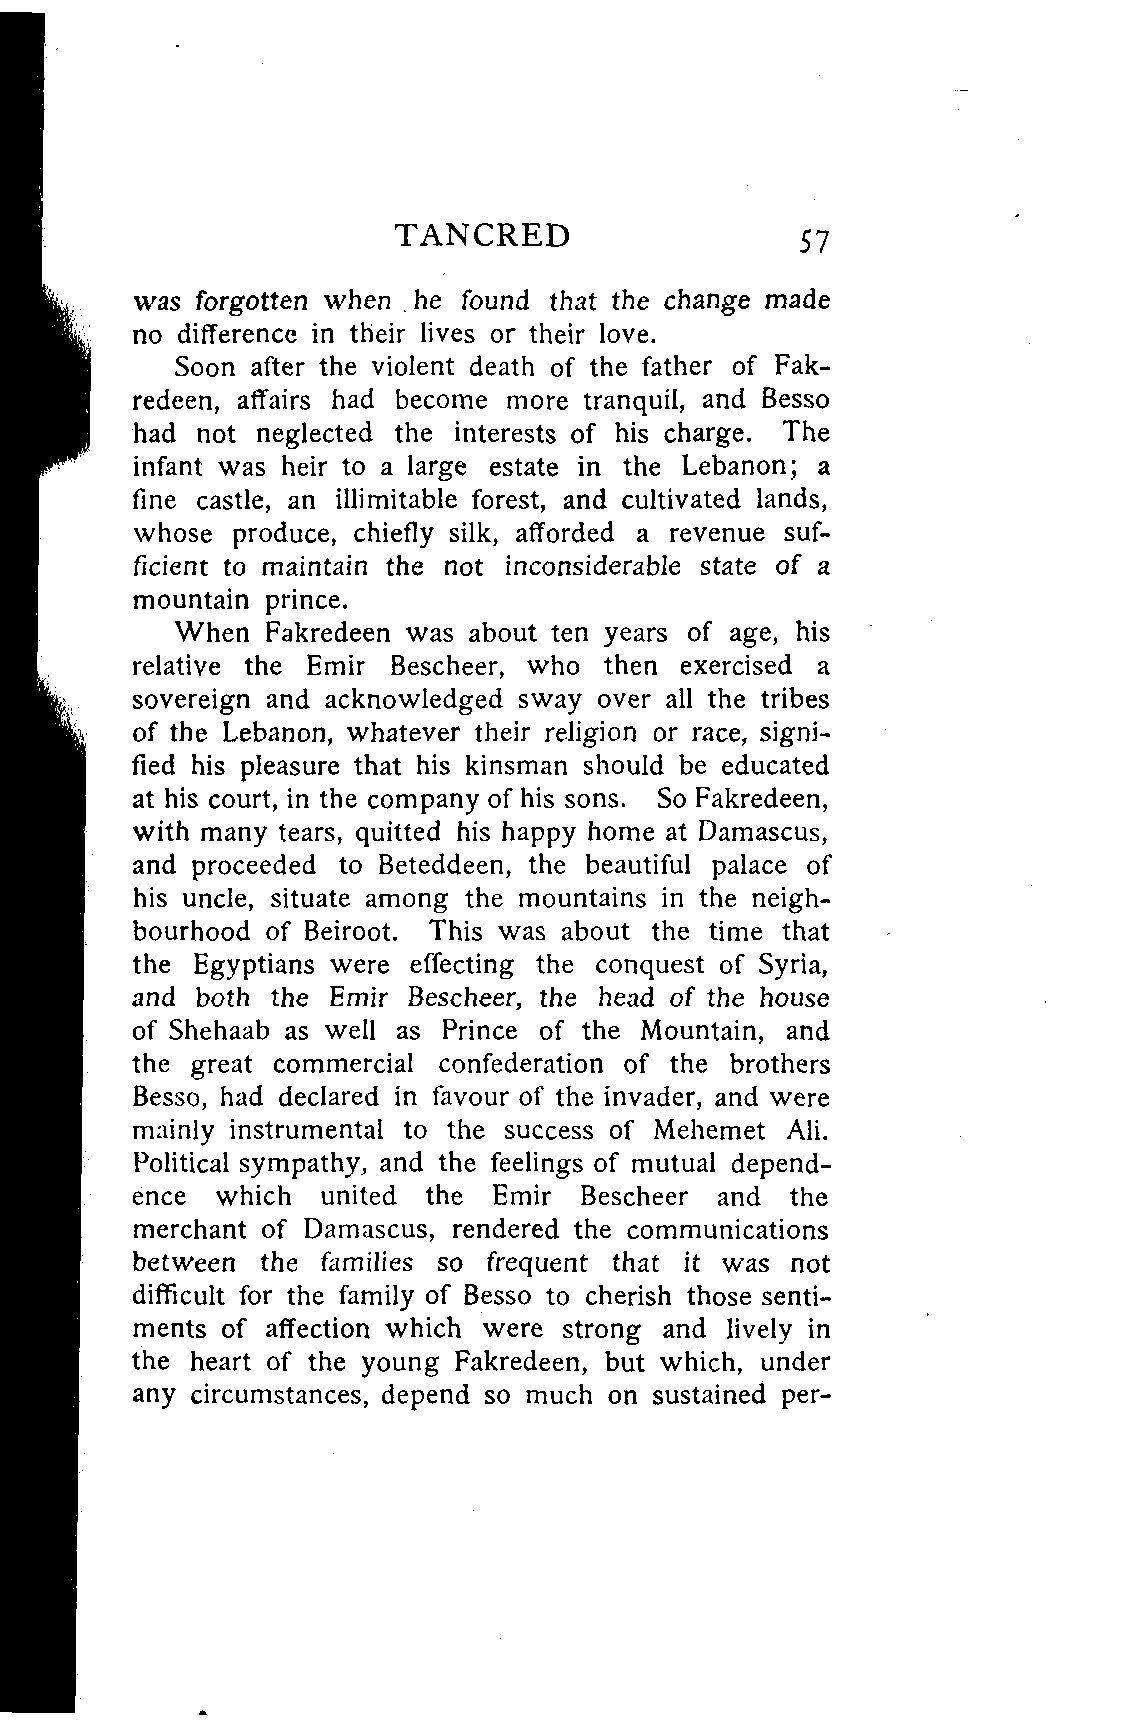 TANCRED 57
was forgotten when he found that the change made
no difference in their lives or their love.
Soon after the violent death of the father of Fak-
redeen, affairs had become more tranquil, and Besso
had not neglected the interests of his charge. The
infant was heir to a large estate in the Lebanon; a
fine castle, an illimitable forest, and cultivated lands,
whose produce, chiefly silk, afforded a revenue suf-
ficient to maintain the not inconsiderable state of a
mountain prince.
When Fakredeen was about ten years of age, his
relative the Emir Bescheer, who then exercised a
sovereign and acknowledged sway over all the tribes
of the Lebanon, whatever their religion or race, signi-
fied his pleasure that his kinsman should be educated
at his court, in the company of his sons. So Fakredeen,
with many tears, quitted his happy home at Damascus,
and proceeded to Beteddeen, the beautiful palace of
his uncle, situate among the mountains in the neigh-
bourhood of Beiroot. This was about the time that
the Egyptians were effecting the conquest of Syria,
and both the Emir Bescheer, the head of the house
of Shehaab as well as Prince of the Mountain, and
the great commercial confederation of the brothers
Besso, had declared in favour of the invader, and were
mainly instrumental to the success of Mehemet Ali.
Political sympathy, and the feelings of mutual depend-
ence which united the Emir Bescheer and the
merchant of Damascus, rendered the communications
between the families so frequent that it was not
difficult for the family of Besso to cherish those senti-
ments of affection which were strong and lively in
the heart of the young Fakredeen, but which, under
any circumstances, depend so much on sustained per-